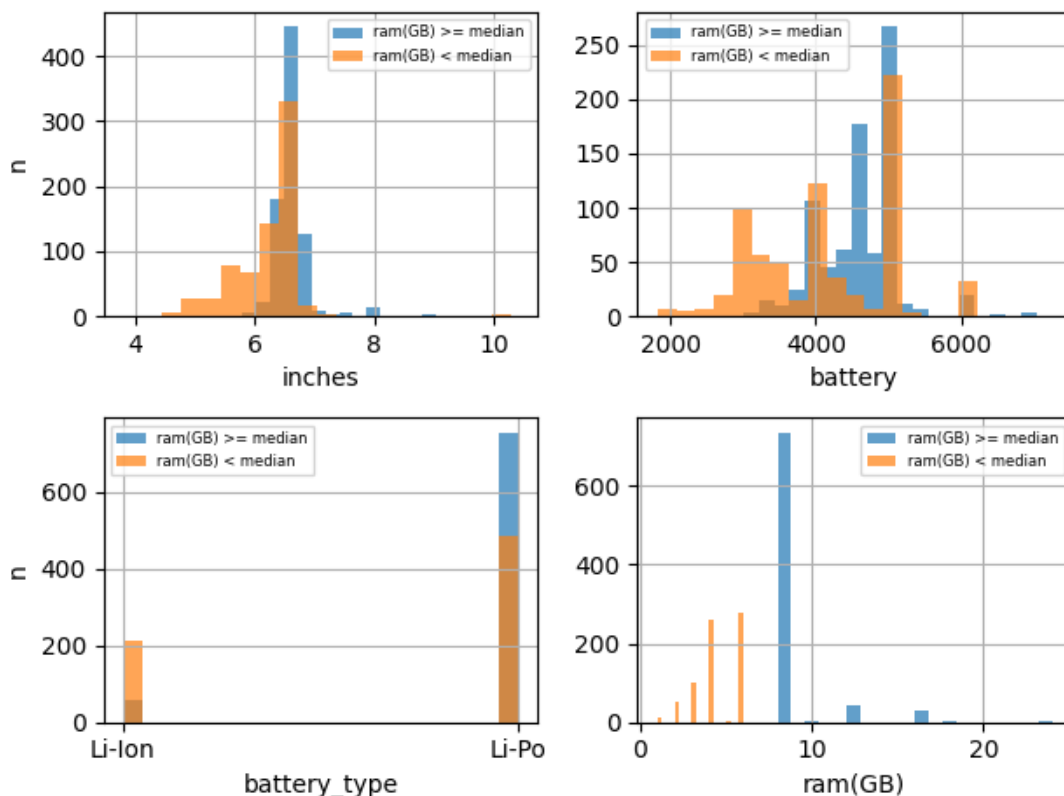 ram(GB) >= median
ram(GB) < median
400
300
200
100
0
n
4
6
8
10
inches
ram(GB) >= median
ram(GB) < median
250
200
150
100
50
0
2000
4000
6000
battery
ram(GB) >= median
ram(GB) < median
600
400
200
0
n
Li-Ion
Li-Po
battery_type
ram(GB) >= median
ram(GB) < median
600
400
200
0
0
10
20
ram(GB)